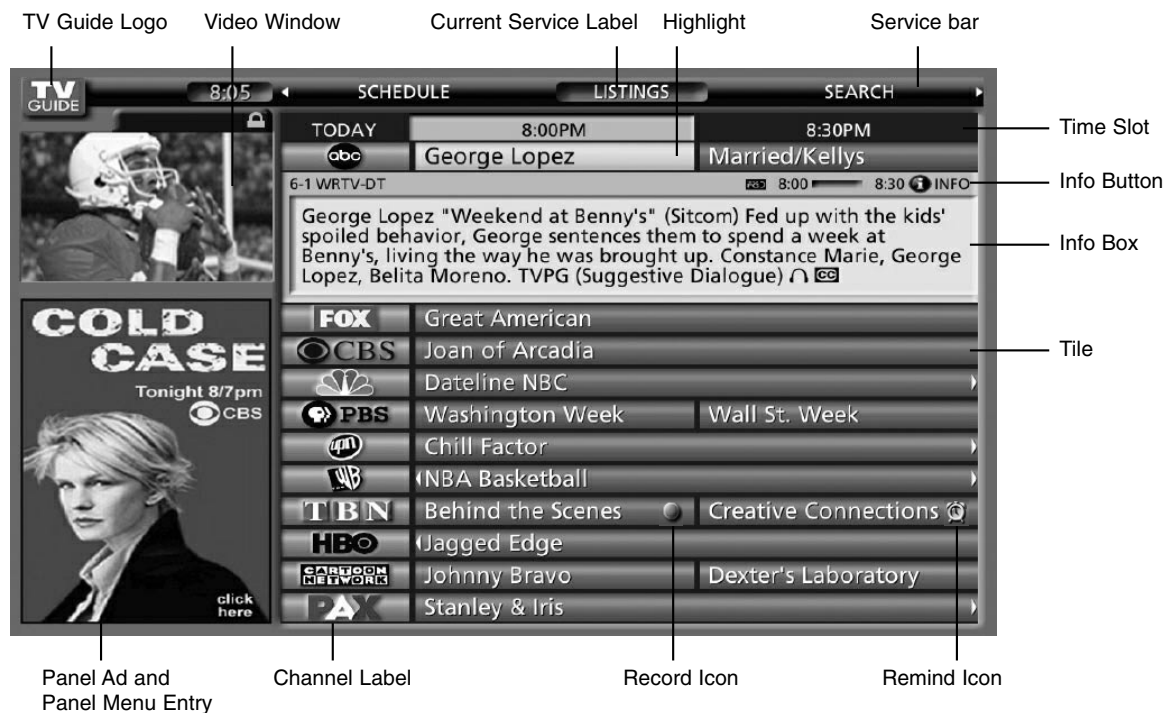 TV Guide Logo
Video Window
Current Service Label
Highlight
Service bar
TV
GUIDE
8:05
SCHEDULE
LISTINGS
SEARCH
TODAY
8:00PM
8:30PM
Time Slot
abc
George Lopez
Married/Kellys
6-1 WRTV-DT
8:00
8:30
i INFO
Info Button
George Lopez "Weekend at Benny's" (Sitcom) Fed up with the kids'
spoiled behavior, George sentences them to spend a week at
Benny's, living the way he was brought up. Constance Marie, George
Lopez, Belita Moreno. TVPG (Suggestive Dialogue) CC
Info Box
COLD
CASE
Tonight 8/7pm
CBS
click
here
FOX
Great American
CBS
Joan of Arcadia
Tile
Dateline NBC
PBS
Washington Week
Wall St. Week
upn
Chill Factor
WB
NBA Basketball
TBN
Behind the Scenes
Creative Connections
HBO
Jagged Edge
CARTOON
NETWORK
Johnny Bravo
Dexter's Laboratory
PAX
Stanley & Iris
Panel Ad and
Panel Menu Entry
Channel Label
Record Icon
Remind Icon